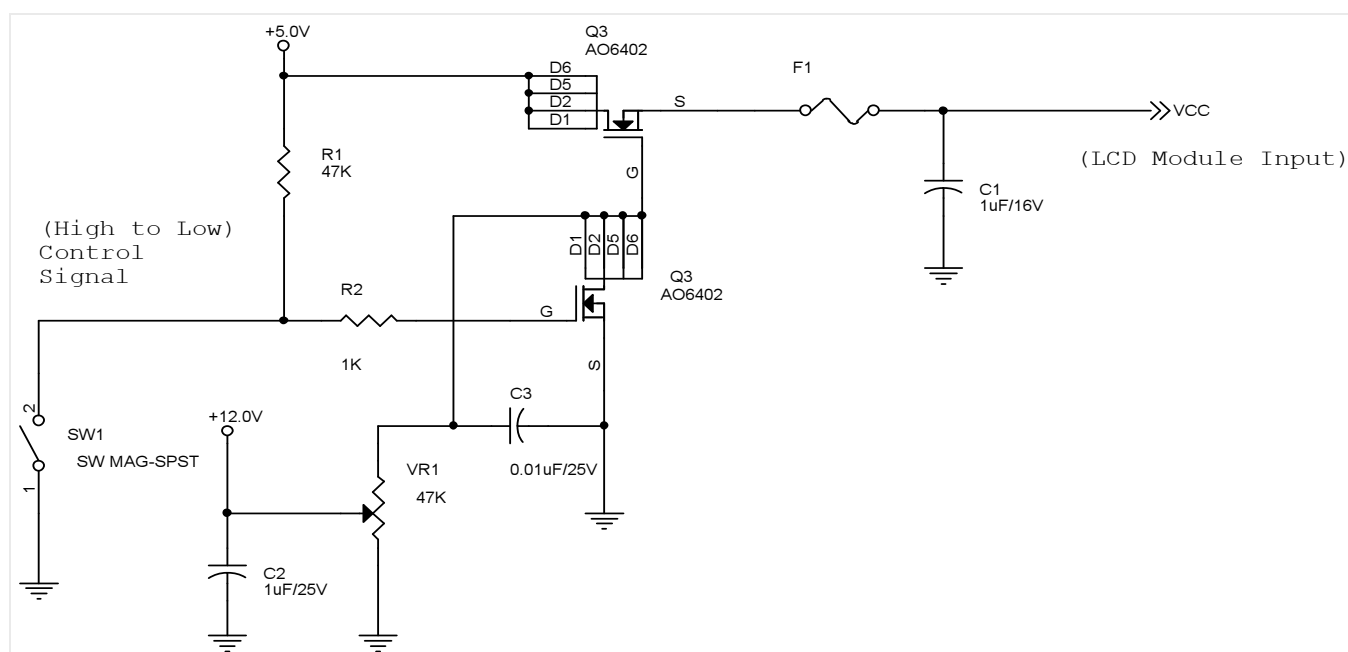 +5.0V
Q3
AO6402
F1
D6
D5
D2
D1
S
VCC
R1
47K
(LCD Module Input)
G
C1
1uF/16V
(High to Low)
Control
Signal
D1
D2
D5
D6
Q3
AO6402
R2
G
1K
S
C3
+12.0V
2
SW1
SW MAG-SPST
VR1
47K
0.01uF/25V
1
C2
1uF/25V